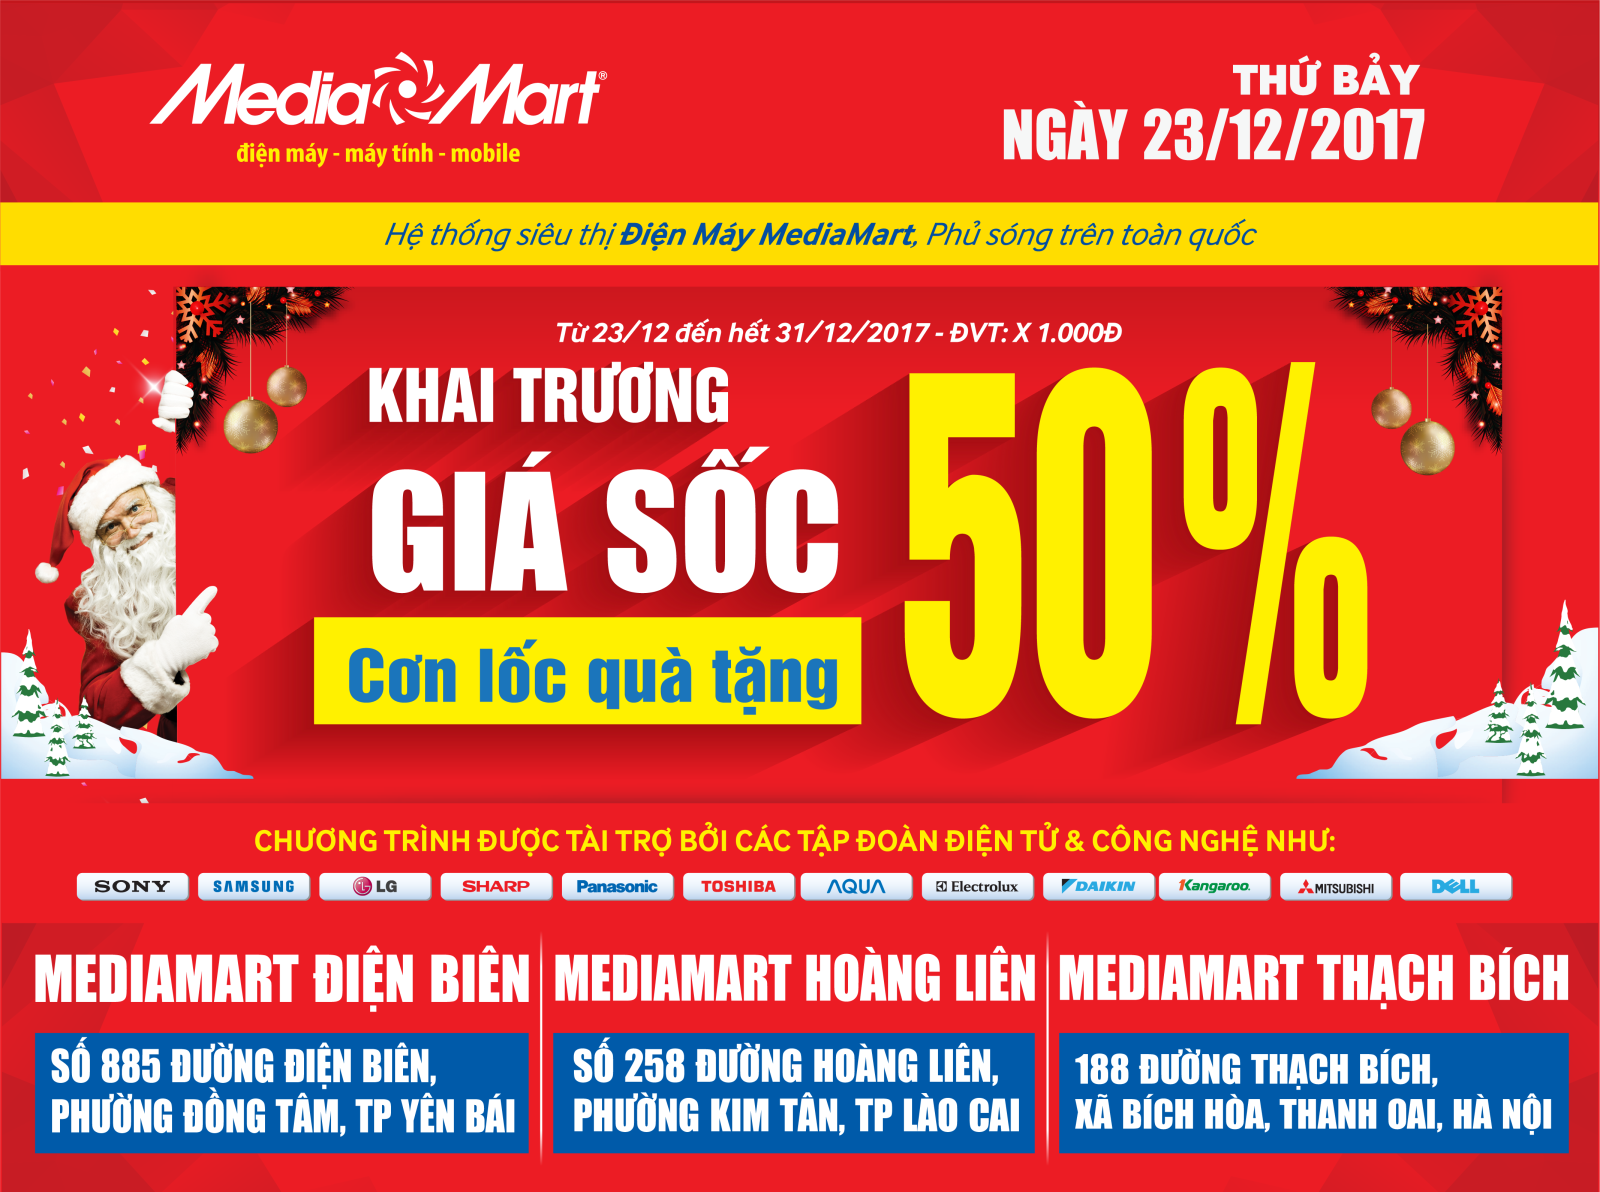 MediaMart®
điện máy - máy tính - mobile
THỨ BẢY
NGÀY 23/12/2017
Hệ thống siêu thị Điện Máy MediaMart, Phủ sóng trên toàn quốc
Từ 23/12 đến hết 31/12/2017 - ĐVT: X 1.000Đ
KHAI TRƯƠNG
GIÁ SỐC
50%
Cơn lốc quà tặng
CHƯƠNG TRÌNH ĐƯỢC TÀI TRỢ BỞI CÁC TẬP ĐOÀN ĐIỆN TỬ & CÔNG NGHỆ NHƯ:
SONY SAMSUNG LG SHARP Panasonic TOSHIBA AQUA Electrolux DAIKIN Kangaroo MITSUBISHI DELL
MEDIAMART ĐIỆN BIÊN
SỐ 885 ĐƯỜNG ĐIỆN BIÊN,
PHƯỜNG ĐỒNG TÂM, TP YÊN BÁI
MEDIAMART HOÀNG LIÊN
SỐ 258 ĐƯỜNG HOÀNG LIÊN,
PHƯỜNG KIM TÂN, TP LÀO CAI
MEDIAMART THẠCH BÍCH
188 ĐƯỜNG THẠCH BÍCH,
XÃ BÍCH HÒA, THANH OAI, HÀ NỘI